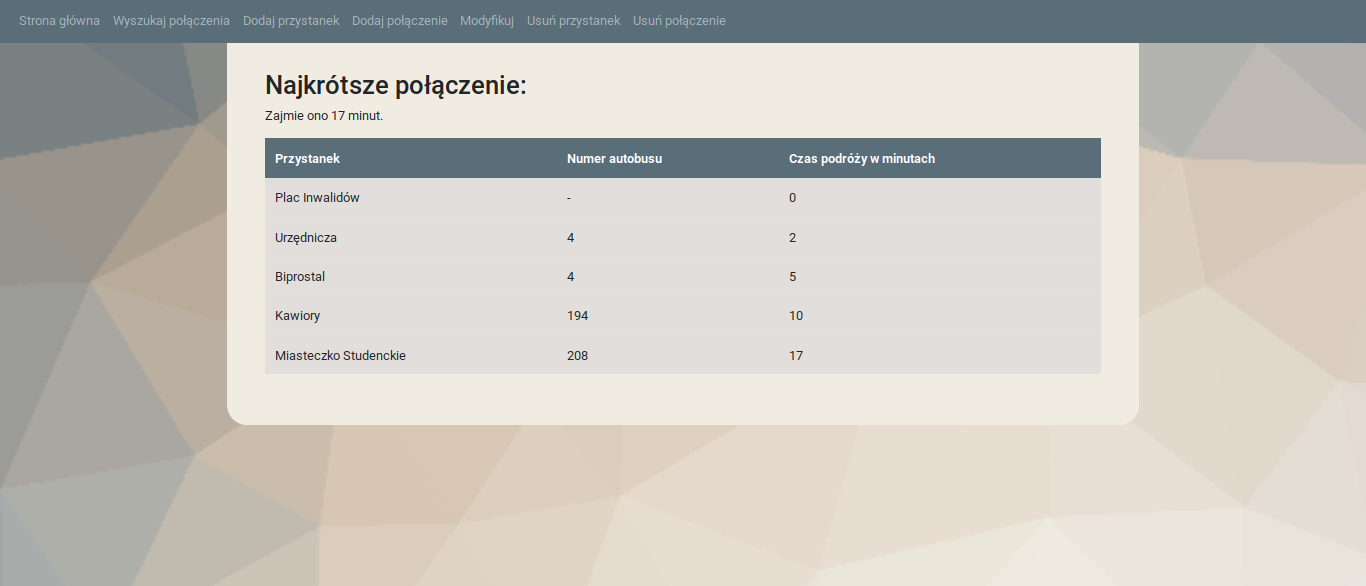 Strona główna Wyszukaj połączenia Dodaj przystanek Dodaj połączenie Modyfikuj Usuń przystanek Usuń połączenie
Najkrótsze połączenie:
Zajmie ono 17 minut.
Przystanek Numer autobusu Czas podróży w minutach
Plac Inwalidów - 0
Urzędnicza 4 2
Biprostal 4 5
Kawiory 194 10
Miasteczko Studenckie 208 17